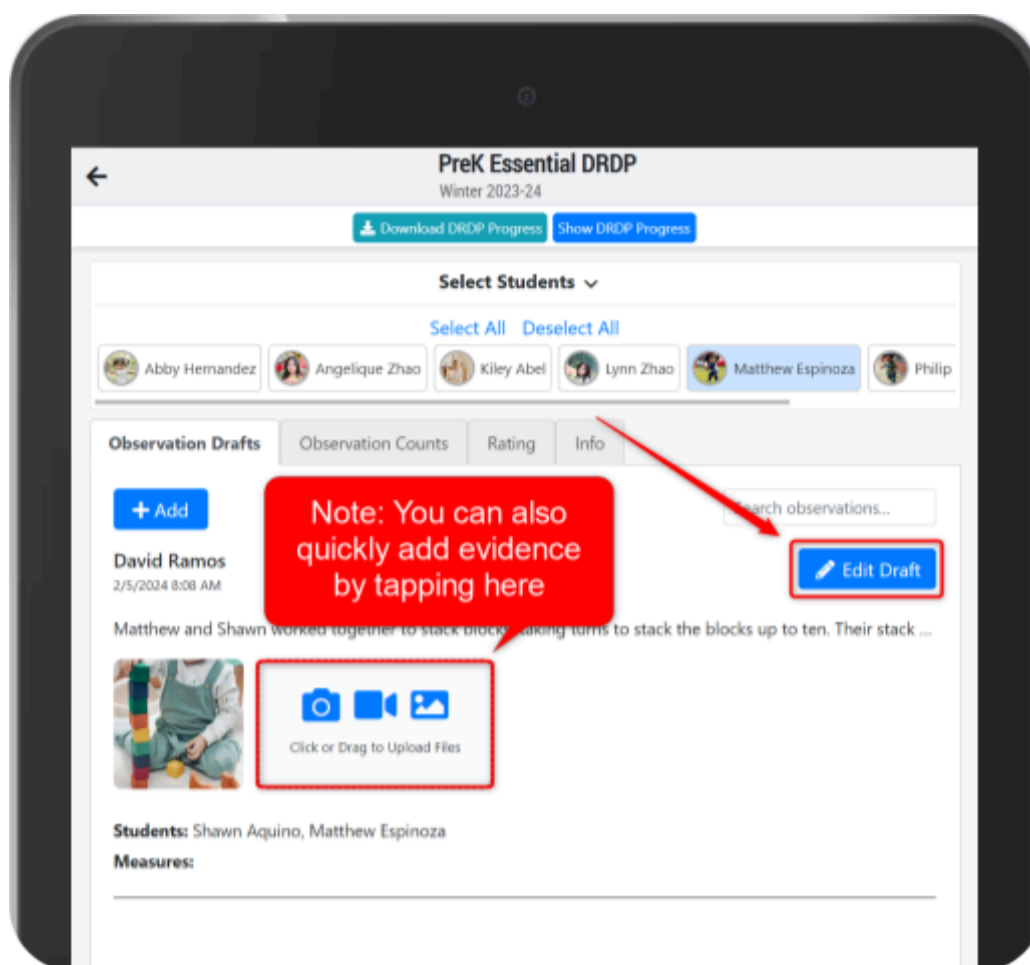 PreK Essential DRDP
Winter 2023-24
Download DRDP Progress Show DRDP Progress
Select Students
Select All Deselect All
Abby Hernandez Angelique Zhao Kiley Abel Lynn Zhao Matthew Espinoza Philip
Observation Drafts Observation Counts Rating Info
+ Add
Search observations...
Note: You can also
quickly add evidence
by tapping here
David Ramos
2/5/2024 8:08 AM
Edit Draft
Matthew and Shawn worked together to stack blocks, taking turns to stack the blocks up to ten. Their stack ...
Click or Drag to Upload Files
Students: Shawn Aquino, Matthew Espinoza
Measures: